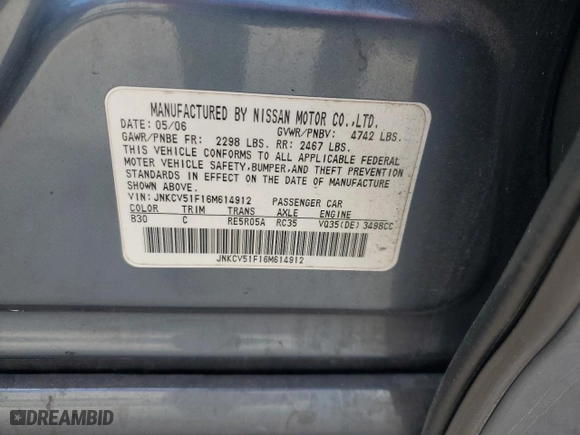 MANUFACTURED BY NISSAN MOTOR CO.,LTD.
DATE: 05/06 GVWR/PNBV: 4742 LBS.
GAWR/PNBE FR: 2298 LBS. RR: 2467 LBS.
THIS VEHICLE CONFORMS TO ALL APPLICABLE FEDERAL
MOTOR VEHICLE SAFETY,BUMPER,AND THEFT PREVENTION
STANDARDS IN EFFECT ON THE DATE OF MANUFACTURE
SHOWN ABOVE.
VIN: JNKCV51F16M614912 PASSENGER CAR
COLOR TRIM TRANS AXLE ENGINE
B30 C RE5R05A RC35 VQ35(DE) 3498CC
JNKCV51F16M614912
DREAMBID